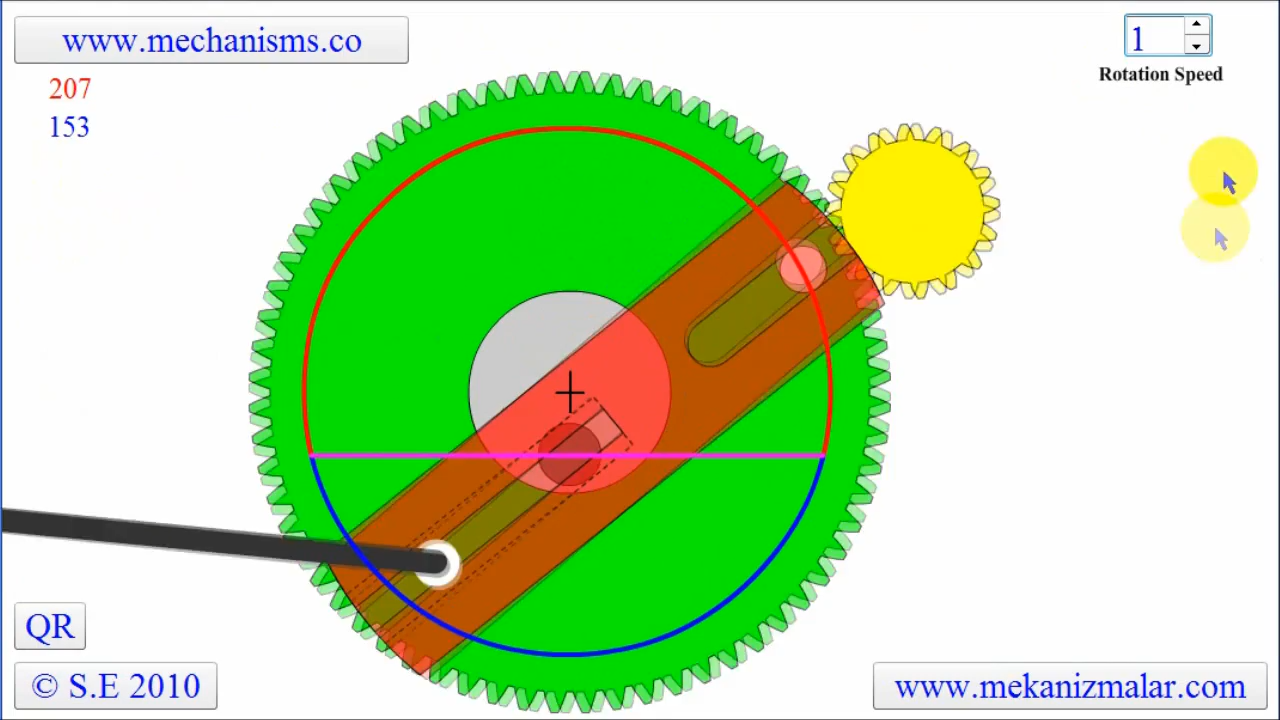 www.mechanisms.co
1
Rotation Speed
207
153
QR
© S.E 2010
www.mekanizmalar.com